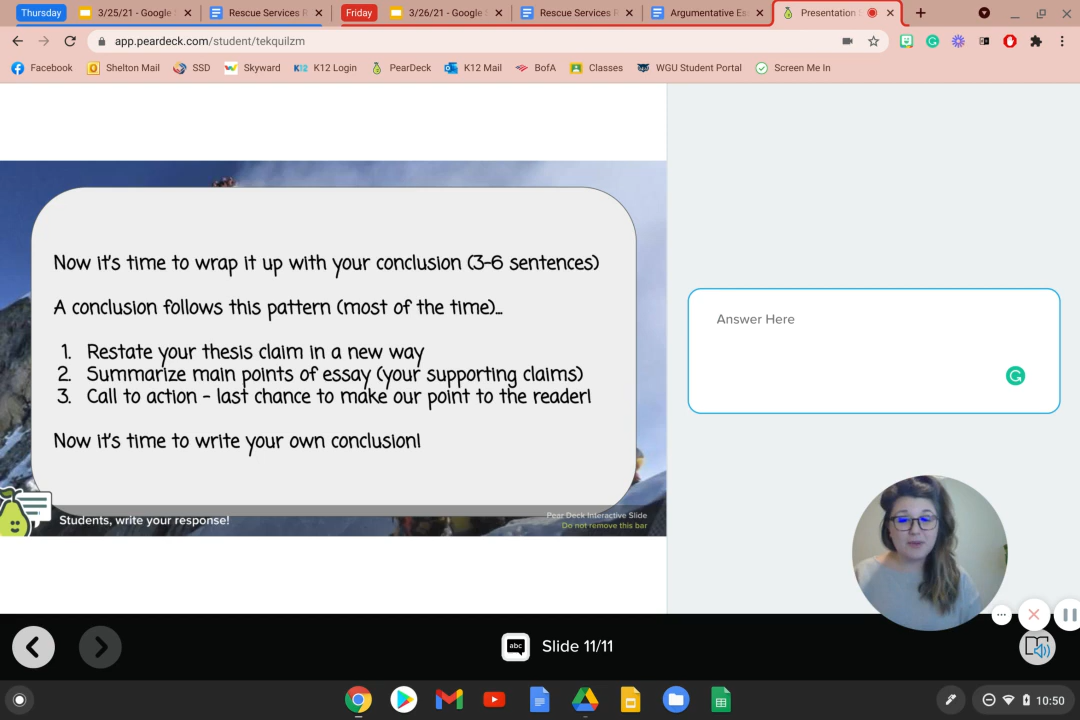 Thursday
3/25/21 - Google
Rescue Services
Friday
3/26/21 - Google
Rescue Services
Argumentative Es
Presentation
app.peardeck.com/student/tekquilzm
Facebook
Shelton Mail
SSD
Skyward
K12
K12 Login
PearDeck
K12 Mail
BofA
Classes
WGU Student Portal
Screen Me In
Now it's time to wrap it up with your conclusion (3-6 sentences)
A conclusion follows this pattern (most of the time)...
1. Restate your thesis claim in a new way
2. Summarize main points of essay (your supporting claims)
3. Call to action - last chance to make our point to the reader!
Now it's time to write your own conclusion!
Students, write your response!
Pear Deck Interactive Slide
Do not remove this bar
Answer Here
abc
Slide 11/11
10:50